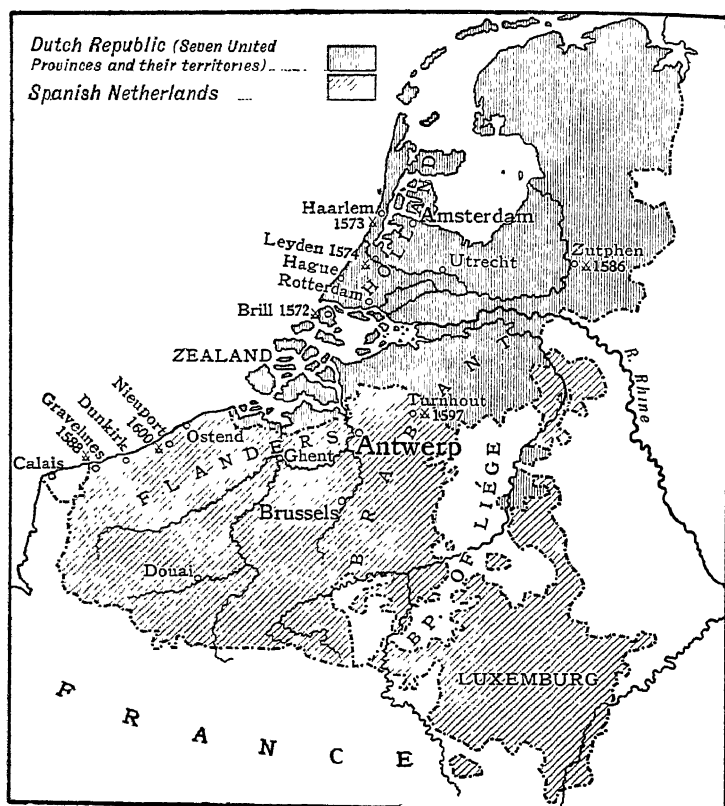 Dutch Republic (Seven United
Provinces and their territories)
Spanish Netherlands
Haarlem
1573
Amsterdam
HOLLAND
Leyden 1574
Hague
Utrecht
Zutphen
1586
Rotterdam
Brill 1572
ZEALAND
R. Rhine
Turnhout
1597
BRABANT
Nieuport
1600
Dunkirk
Gravelines
1588
Calais
Ostend
FLANDERS
Ghent
Antwerp
Brussels
BP. OF LIÉGE
Douai
LUXEMBURG
FRANCE